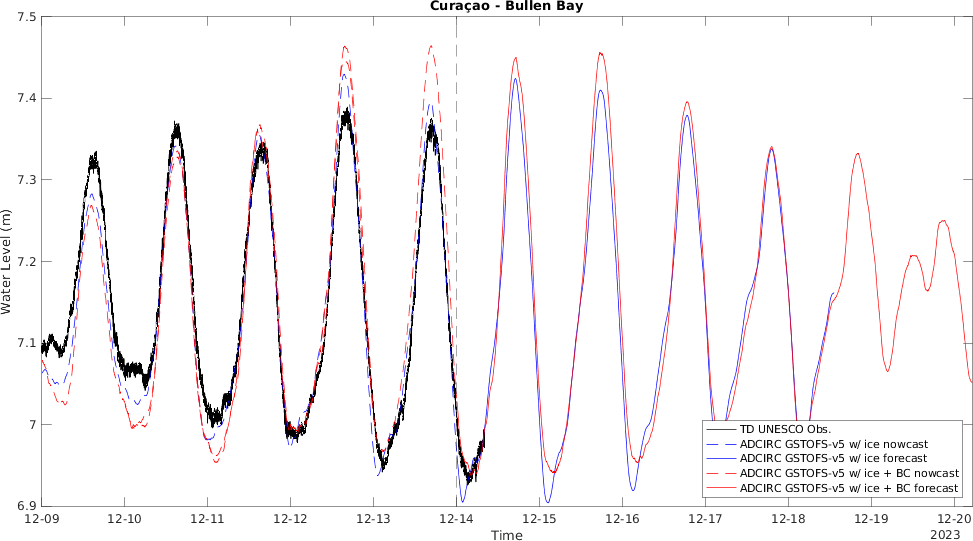 Curaçao - Bullen Bay
Water Level (m)
7.5
7.4
7.3
7.2
7.1
7
6.9
12-09
12-10
12-11
12-12
12-13
12-14
12-15
12-16
12-17
12-18
12-19
12-20
Time
2023
TD UNESCO Obs.
ADCIRC GSTOFS-v5 w/ ice nowcast
ADCIRC GSTOFS-v5 w/ ice forecast
ADCIRC GSTOFS-v5 w/ ice + BC nowcast
ADCIRC GSTOFS-v5 w/ ice + BC forecast